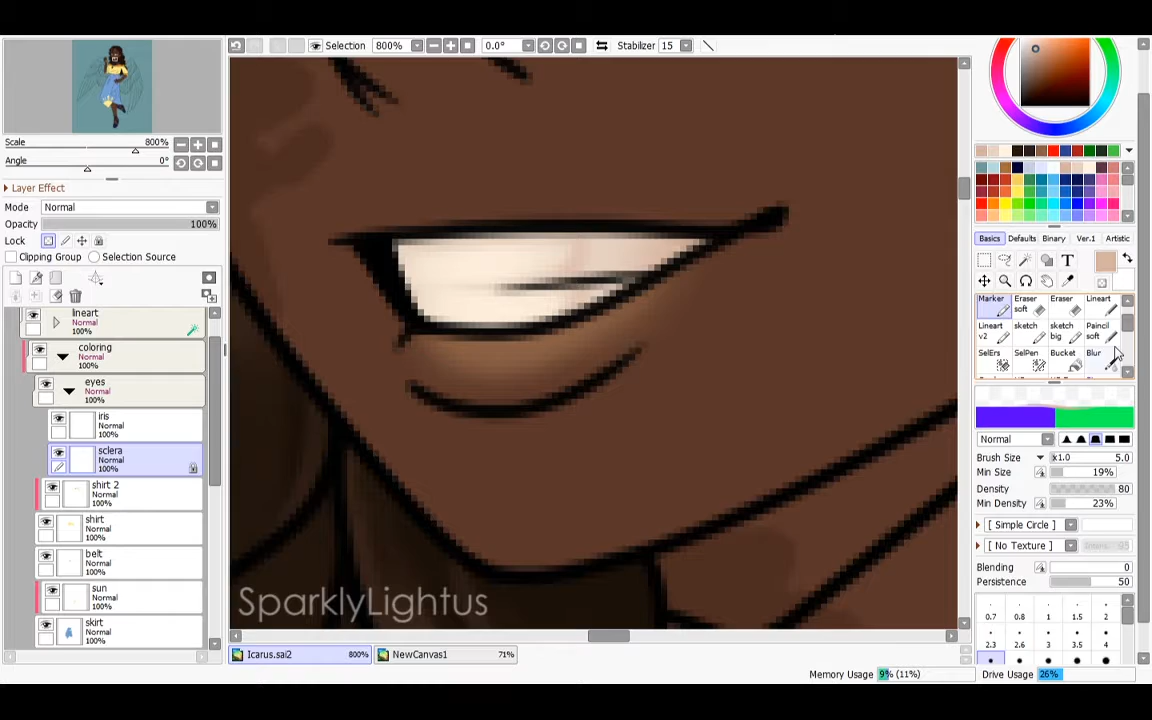 Selection 800% 0.0° Stabilizer 15
Scale 800%
Angle 0°
Layer Effect
Mode Normal
Opacity 100%
Lock
Clipping Group Selection Source
lineart
Normal
100%
coloring
Normal
100%
eyes
Normal
100%
iris
Normal
100%
sclera
Normal
100%
shirt 2
Normal
100%
shirt
Normal
100%
belt
Normal
100%
sun
Normal
100%
skirt
Normal
100%
SparklyLightus
Icarus.sai2 800% NewCanvas1 71%
Basics Defaults Binary Ver.1 Artistic
T
Marker Eraser soft Eraser Lineart
Lineart v2 sketch sketch big Paincil soft
SelErs SelPen Bucket Blur
Normal
Brush Size x1.0 5.0
Min Size 19%
Density 80
Min Density 23%
[ Simple Circle ]
[ No Texture ]
Blending 0
Persistence 50
0.7 0.8 1 1.5 2
2.3 2.6 3 3.5 4
Memory Usage 9% (11%) Drive Usage 26%